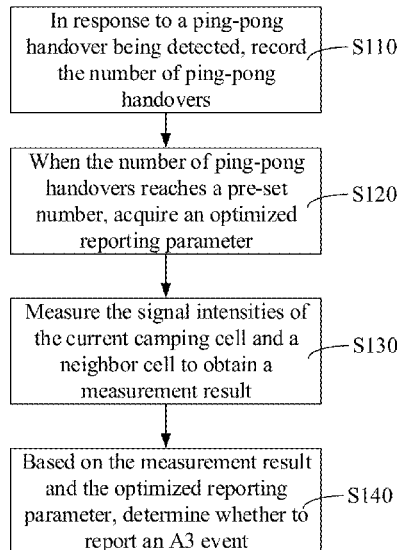 In response to a ping-pong
handover being detected, record
the number of ping-pong
handovers
S110
When the number of ping-pong
handovers reaches a pre-set
number, acquire an optimized
reporting parameter
S120
Measure the signal intensities of
the current camping cell and a
neighbor cell to obtain a
measurement result
S130
Based on the measurement result
and the optimized reporting
parameter, determine whether to
report an A3 event
S140